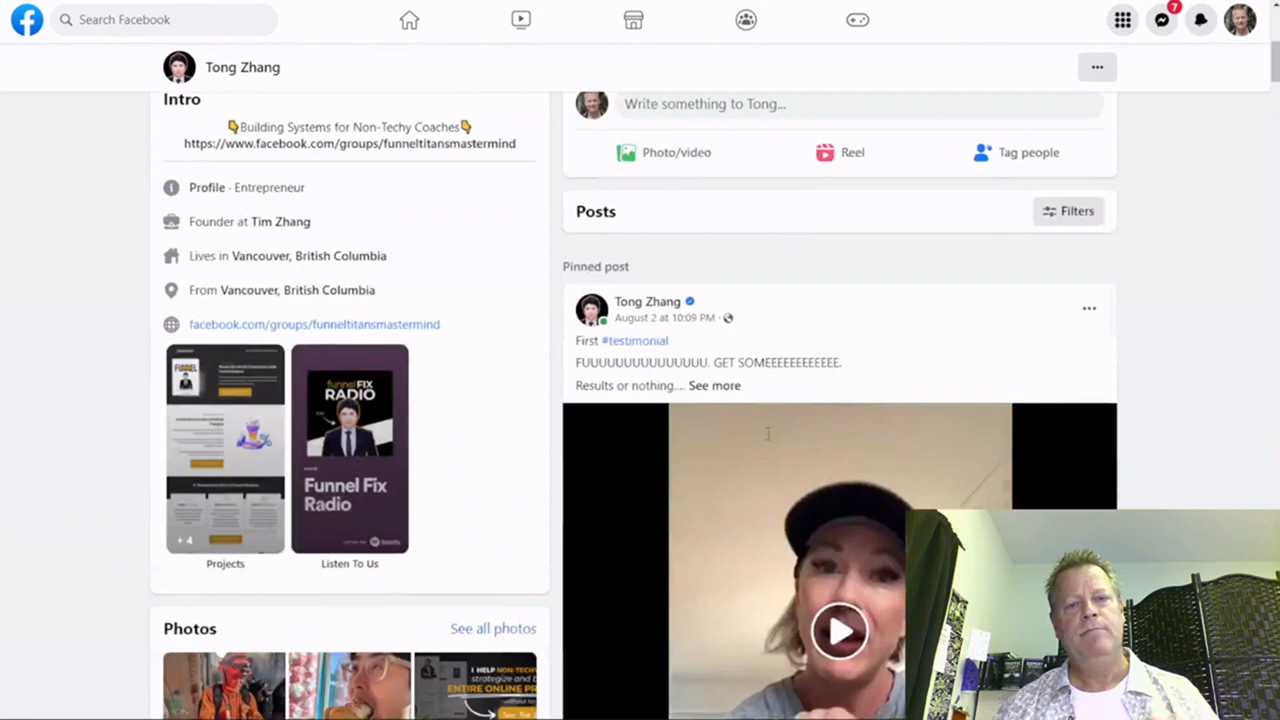 Search Facebook
7
Tong Zhang
Intro
👇Building Systems for Non-Techy Coaches👇
https://www.facebook.com/groups/funneltitansmastermind
Profile · Entrepreneur
Founder at Tim Zhang
Lives in Vancouver, British Columbia
From Vancouver, British Columbia
facebook.com/groups/funneltitansmastermind
FUNNEL
+ 4
Projects
funnel FIX
RADIO
Funnel Fix
Radio
Spotify
Listen To Us
Photos
See all photos
I HELP NON-TECHY
ENTIRE ONLINE
Write something to Tong...
Photo/video
Reel
Tag people
Posts
Filters
Pinned post
Tong Zhang
August 2 at 10:09 PM ·
First #testimonial
FUUUUUUUUUUUUUUU. GET SOMEEEEEEEEEEE.
Results or nothing.... See more